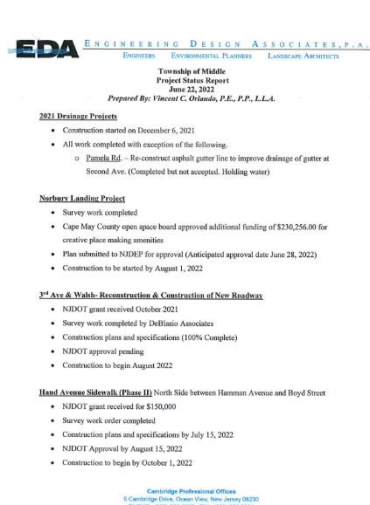 EDA ENGINEERING DESIGN ASSOCIATES, P.A.
ENGINEERS ENVIRONMENTAL PLANNERS LANDSCAPE ARCHITECTS
Township of Middle
Project Status Report
June 22, 2022
Prepared By: Vincent C. Orlando, P.E., P.P., L.L.A.
2021 Drainage Projects
• Construction started on December 6, 2021
• All work completed with exception of the following.
o Pamela Rd. – Re-construct asphalt gutter line to improve drainage of gutter at
Second Ave. (Completed but not accepted. Holding water)
Norbury Landing Project
• Survey work completed
• Cape May County open space board approved additional funding of $230,256.00 for
creative place making amenities
• Plan submitted to NJDEP for approval (Anticipated approval date June 28, 2022)
• Construction to be started by August 1, 2022
3rd Ave & Walsh- Reconstruction & Construction of New Roadway
• NJDOT grant received October 2021
• Survey work completed by DeBlasio Associates
• Construction plans and specifications (100% Complete)
• NJDOT approval pending
• Construction to begin August 2022
Hand Avenue Sidewalk (Phase II) North Side between Hamman Avenue and Boyd Street
• NJDOT grant received for $150,000
• Survey work order completed
• Construction plans and specifications by July 15, 2022
• NJDOT Approval by August 15, 2022
• Construction to begin by October 1, 2022
Cambridge Professional Offices
5 Cambridge Drive, Ocean View, New Jersey 08230